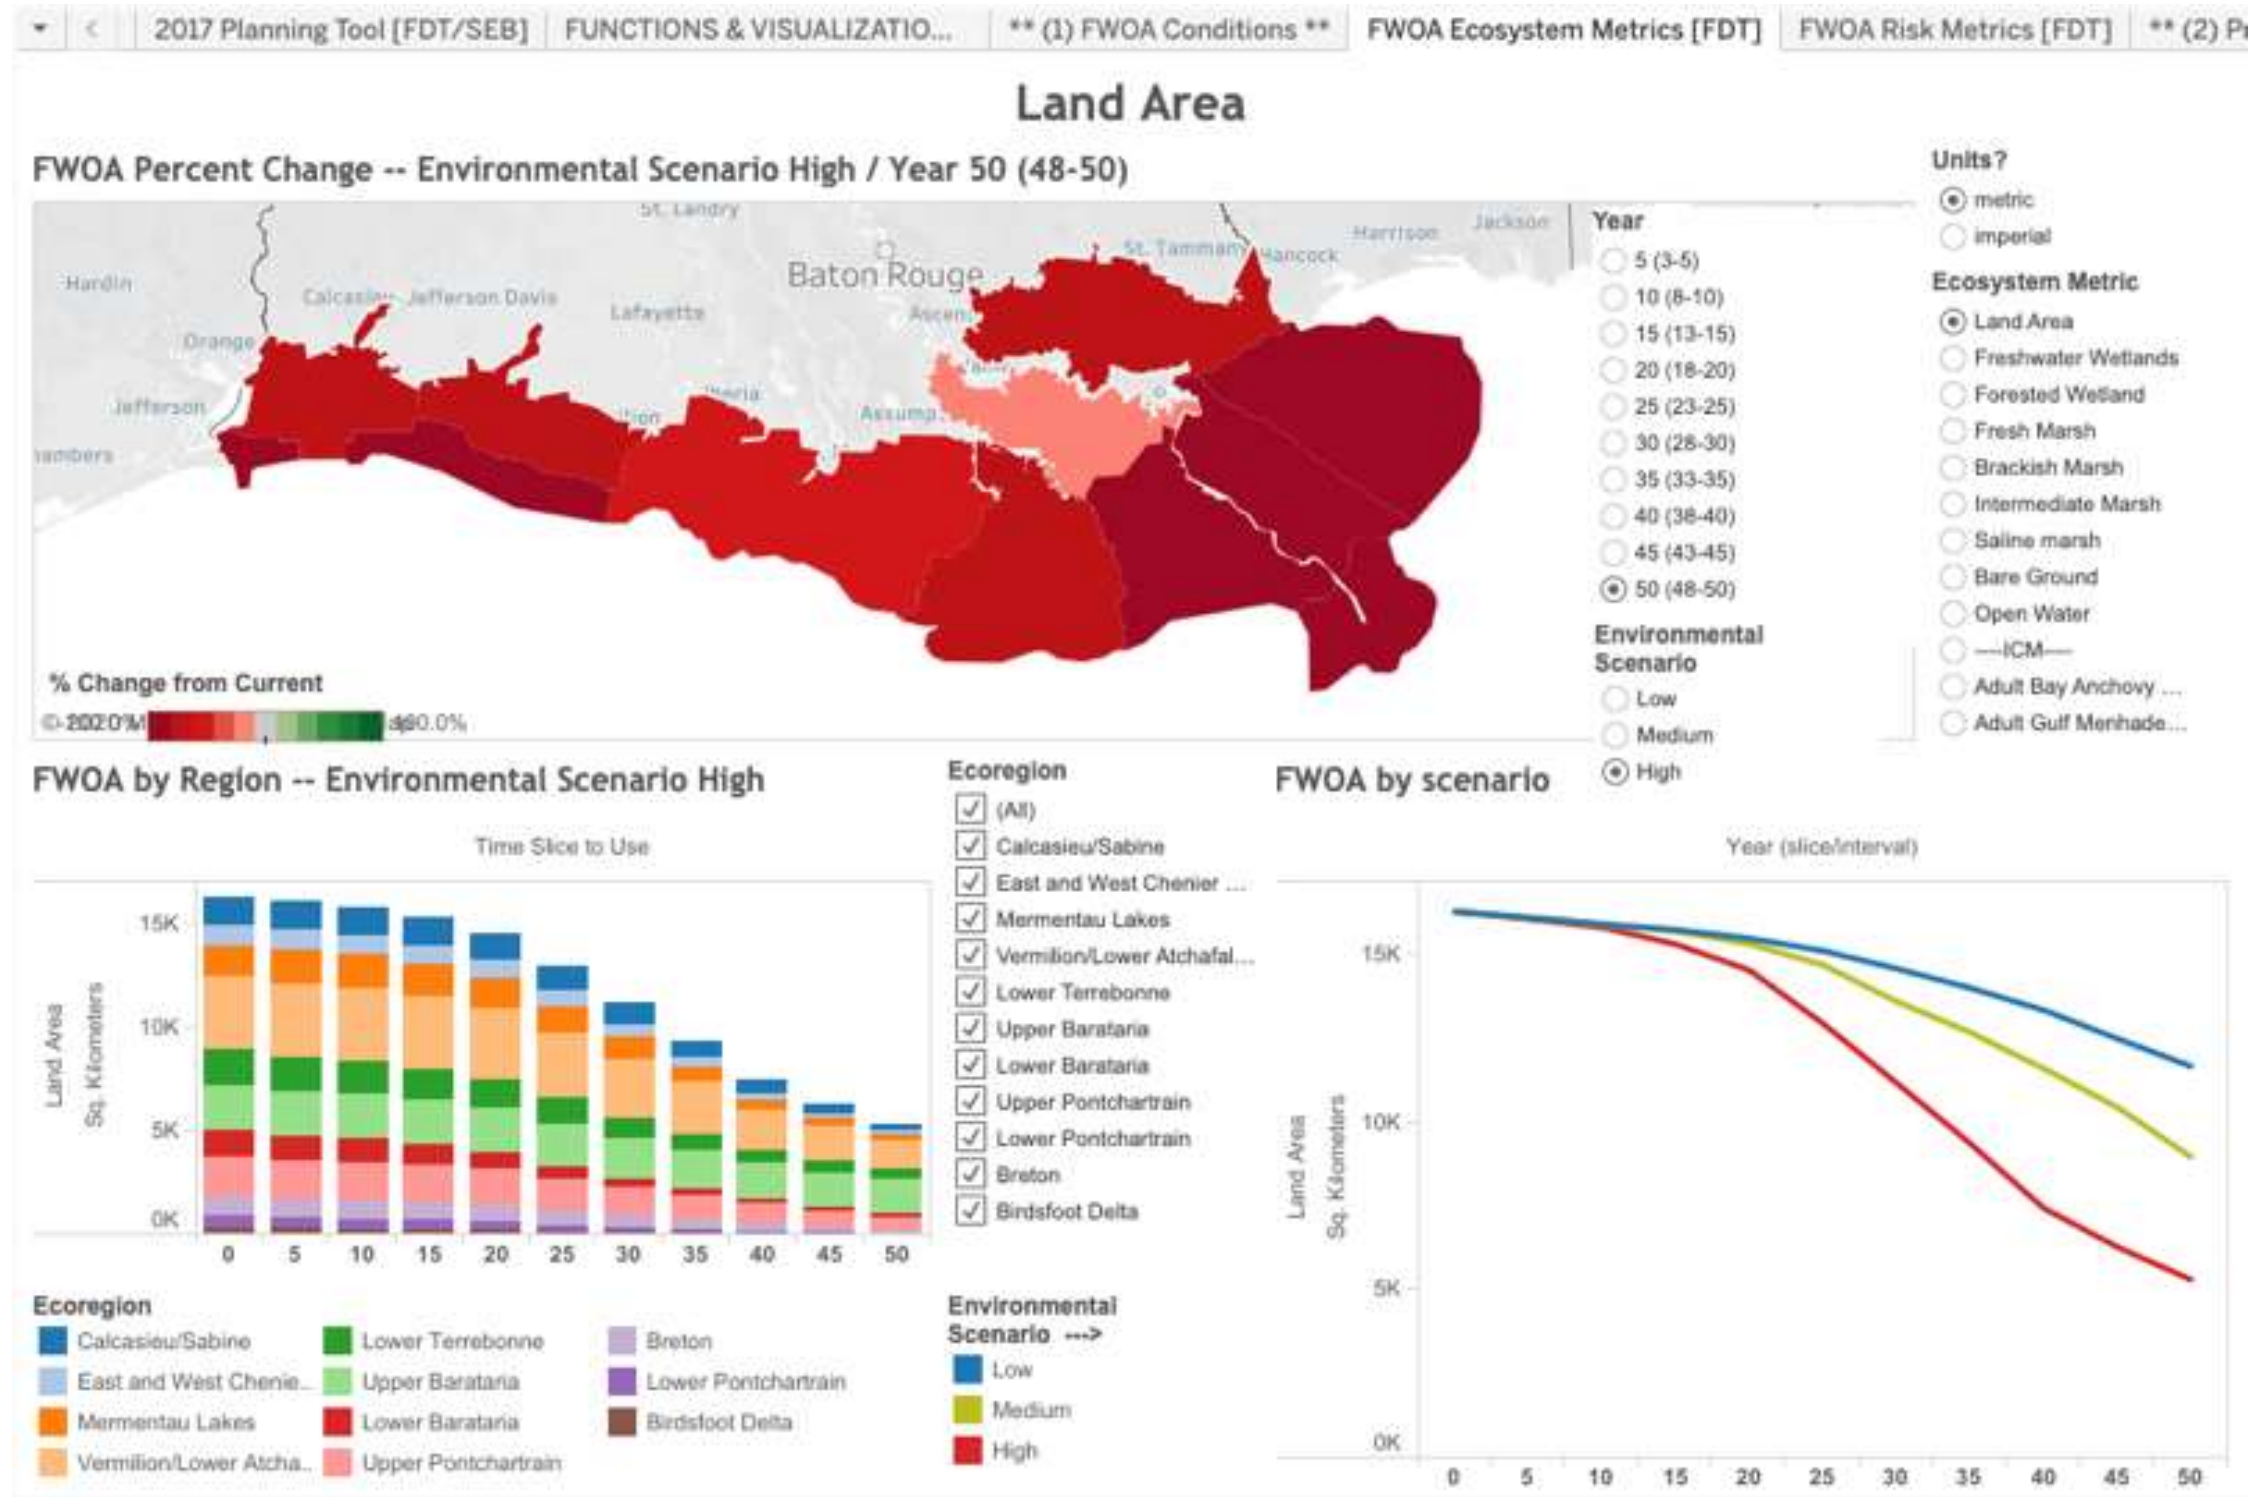 2017 Planning Tool [FDT/SEB]
FUNCTIONS & VISUALIZATIO...
** (1) FWOA Conditions **
FWOA Ecosystem Metrics [FDT]
FWOA Risk Metrics [FDT]
** (2) Pr
Land Area
FWOA Percent Change -- Environmental Scenario High / Year 50 (48-50)
St. Landry
Baton Rouge
St. Tammany
Hancock
Harrison
Jackson
Hardin
Calcasieu
Jefferson Davis
Lafayette
Ascen
Orange
Jefferson
Assump
ambers
% Change from Current
Year
5 (3-5)
10 (8-10)
15 (13-15)
20 (18-20)
25 (23-25)
30 (28-30)
35 (33-35)
40 (38-40)
45 (43-45)
50 (48-50)
Environmental
Scenario
Low
Medium
High
Units?
metric
imperial
Ecosystem Metric
Land Area
Freshwater Wetlands
Forested Wetland
Fresh Marsh
Brackish Marsh
Intermediate Marsh
Saline marsh
Bare Ground
Open Water
----ICM----
Adult Bay Anchovy ...
Adult Gulf Menhade...
FWOA by Region -- Environmental Scenario High
Time Slice to Use
Land Area
Sq. Kilometers
15K
10K
5K
0K
0 5 10 15 20 25 30 35 40 45 50
Ecoregion
(All)
Calcasieu/Sabine
East and West Chenier ...
Mermentau Lakes
Vermilion/Lower Atchafal...
Lower Terrebonne
Upper Barataria
Lower Barataria
Upper Pontchartrain
Lower Pontchartrain
Breton
Birdsfoot Delta
FWOA by scenario
Year (slice/interval)
Land Area
Sq. Kilometers
15K
10K
5K
0K
0 5 10 15 20 25 30 35 40 45 50
Ecoregion
Calcasieu/Sabine
East and West Chenie...
Mermentau Lakes
Vermilion/Lower Atcha...
Lower Terrebonne
Upper Barataria
Lower Barataria
Upper Pontchartrain
Breton
Lower Pontchartrain
Birdsfoot Delta
Environmental
Scenario --->
Low
Medium
High